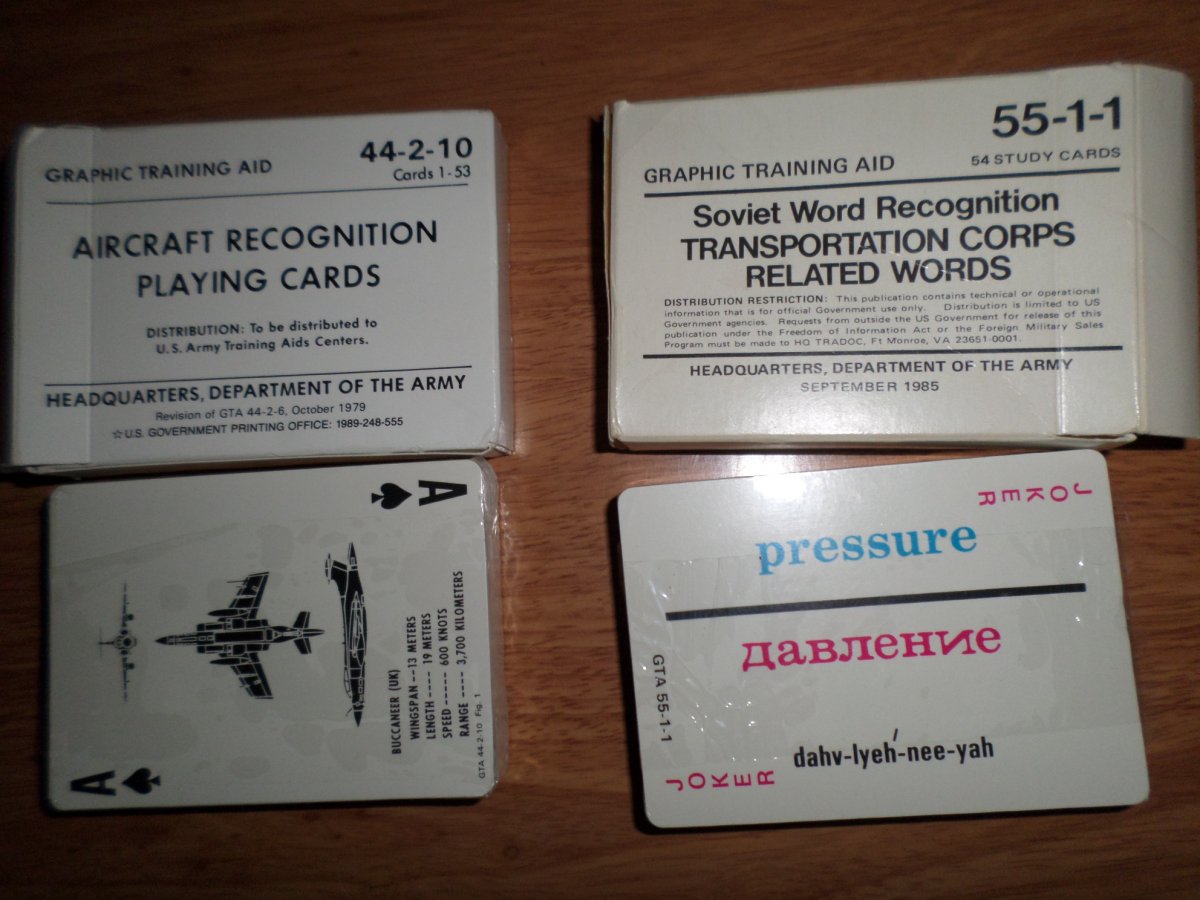 GRAPHIC TRAINING AID
44-2-10
Cards 1-53
AIRCRAFT RECOGNITION
PLAYING CARDS
DISTRIBUTION: To be distributed to
U.S. Army Training Aids Centers.
HEADQUARTERS, DEPARTMENT OF THE ARMY
Revision of GTA 44-2-6, October 1979
☆U.S. GOVERNMENT PRINTING OFFICE: 1989-248-555
55-1-1
GRAPHIC TRAINING AID
54 STUDY CARDS
Soviet Word Recognition
TRANSPORTATION CORPS
RELATED WORDS
DISTRIBUTION RESTRICTION: This publication contains technical or operational
information that is for official Government use only. Distribution is limited to US
Government agencies. Requests from outside the US Government for release of this
publication under the Freedom of Information Act or the Foreign Military Sales
Program must be made to HQ TRADOC, Ft Monroe, VA 23651-0001.
HEADQUARTERS, DEPARTMENT OF THE ARMY
SEPTEMBER 1985
A
BUCCANEER (UK)
WINGSPAN --13 METERS
LENGTH ---- 19 METERS
SPEED ----- 600 KNOTS
RANGE ---- 3,700 KILOMETERS
GTA 44-2-10 Fig. 1
A
JOKER
pressure
давление
GTA 55-1-1
dahv-lyeh´-nee-yah
JOKER